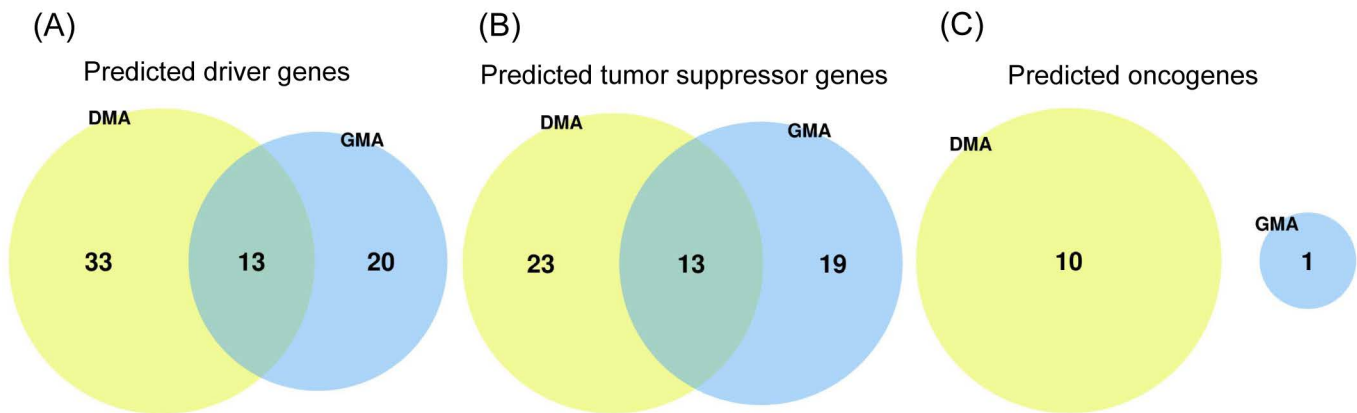 (A)
Predicted driver genes
DMA
GMA
33
13
20
(B)
Predicted tumor suppressor genes
DMA
GMA
23
13
19
(C)
Predicted oncogenes
DMA
GMA
10
1